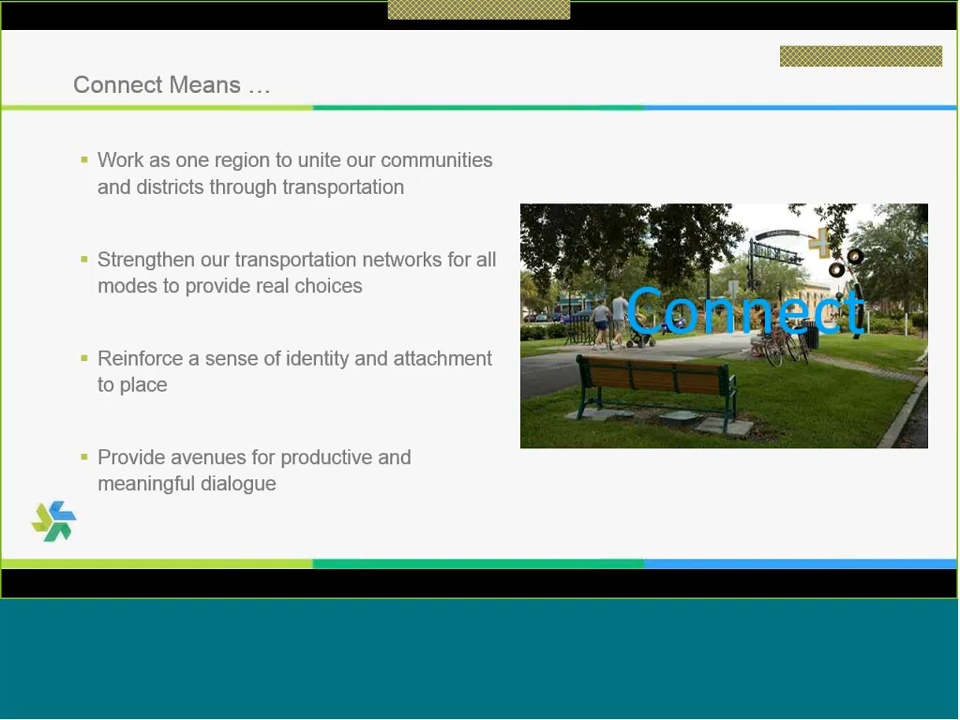 Connect Means …
Work as one region to unite our communities
and districts through transportation
Strengthen our transportation networks for all
modes to provide real choices
Reinforce a sense of identity and attachment
to place
Provide avenues for productive and
meaningful dialogue
Connect